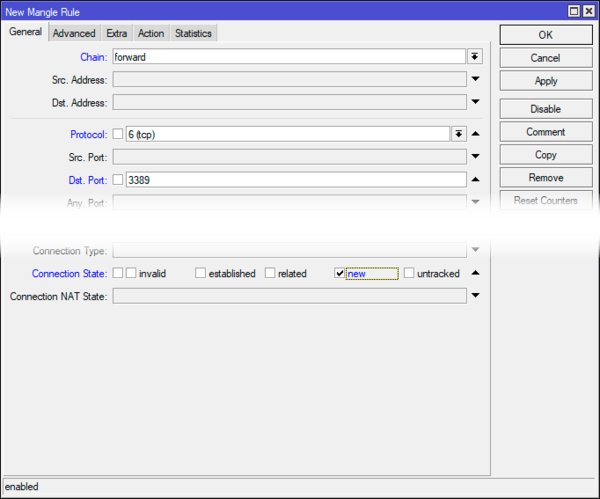 New Mangle Rule
General Advanced Extra Action Statistics
OK
Chain: forward
Cancel
Src. Address:
Apply
Dst. Address:
Disable
Protocol: 6 (tcp)
Comment
Src. Port:
Copy
Dst. Port: 3389
Remove
Any. Port:
Reset Counters
Connection Type:
Connection State: invalid established related new untracked
Connection NAT State:
enabled